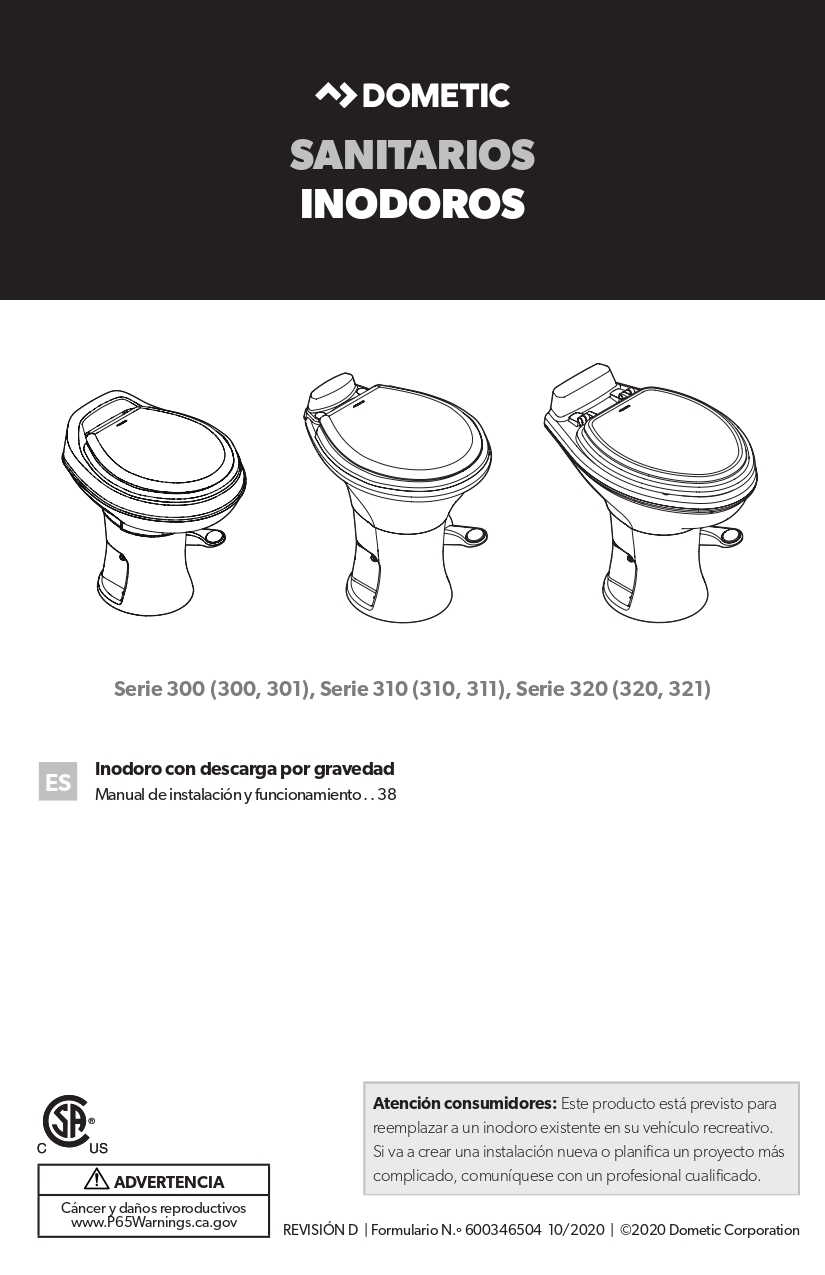 DOMETIC
SANITARIOS
INODOROS
Serie 300 (300, 301), Serie 310 (310, 311), Serie 320 (320, 321)
ES
Inodoro con descarga por gravedad
Manual de instalación y funcionamiento . . 38
Atención consumidores: Este producto está previsto para
reemplazar a un inodoro existente en su vehículo recreativo.
Si va a crear una instalación nueva o planifica un proyecto más
complicado, comuníquese con un profesional cualificado.
SA®
C US
ADVERTENCIA
Cáncer y daños reproductivos
www.P65Warnings.ca.gov
REVISIÓN D | Formulario N.º 600346504 10/2020 | ©2020 Dometic Corporation